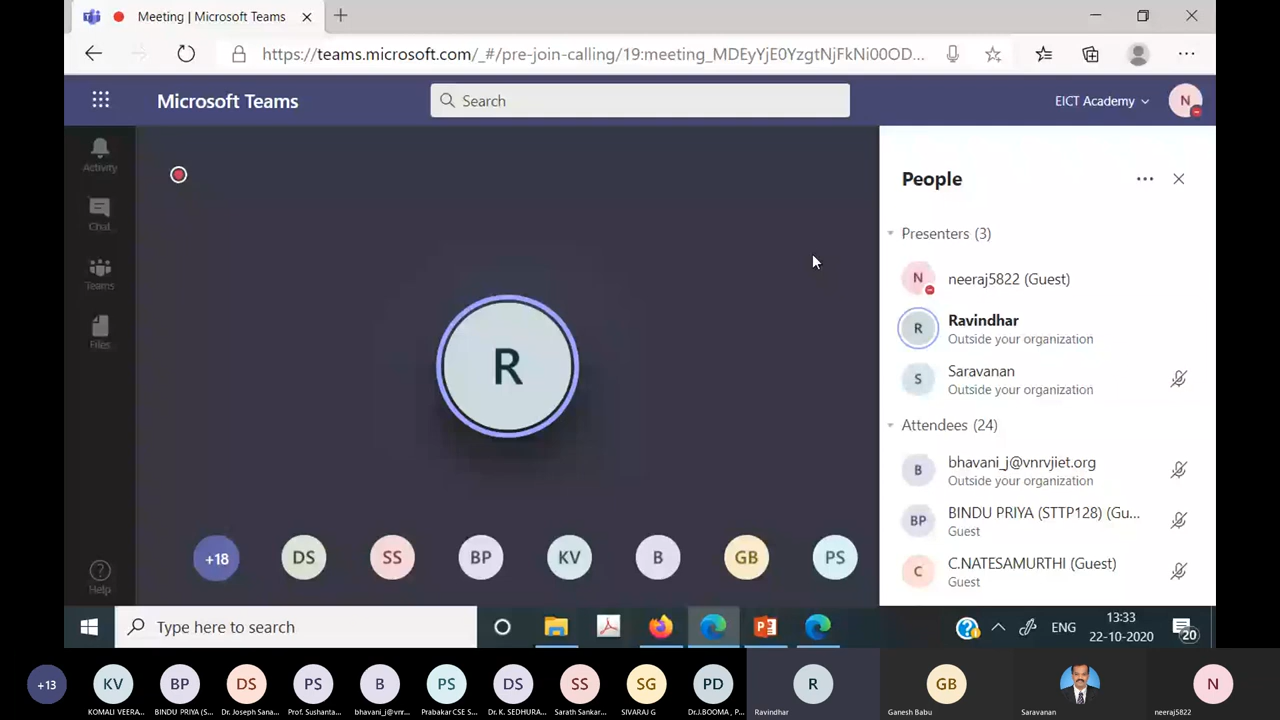 Meeting | Microsoft Teams
https://teams.microsoft.com/_#/pre-join-calling/19:meeting_MDEyYjE0YzgtNjFkNi00OD...
Microsoft Teams
Search
EICT Academy
N
Activity
Chat
Teams
Files
Help
R
+18
DS
SS
BP
KV
B
GB
PS
People
Presenters (3)
N
neeraj5822 (Guest)
R
Ravindhar
Outside your organization
S
Saravanan
Outside your organization
Attendees (24)
B
bhavani_j@vnrvjiet.org
Outside your organization
BP
BINDU PRIYA (STTP128) (Gu...
Guest
C
C.NATESAMURTHI (Guest)
Guest
Type here to search
ENG
13:33
22-10-2020
20
+13
KV
BP
DS
PS
B
PS
DS
SS
SG
PD
R
GB
N
KOMALI VEERA...
BINDU PRIYA (S...
Dr. Joseph Sana...
Prof. Sushanta...
bhavani_j@vnr...
Prabakar CSE S...
Dr. K. SEDHURA...
Sarath Sankar...
SIVARAJ G
Dr.J.BOOMA , P...
Ravindhar
Ganesh Babu
Saravanan
neeraj5822